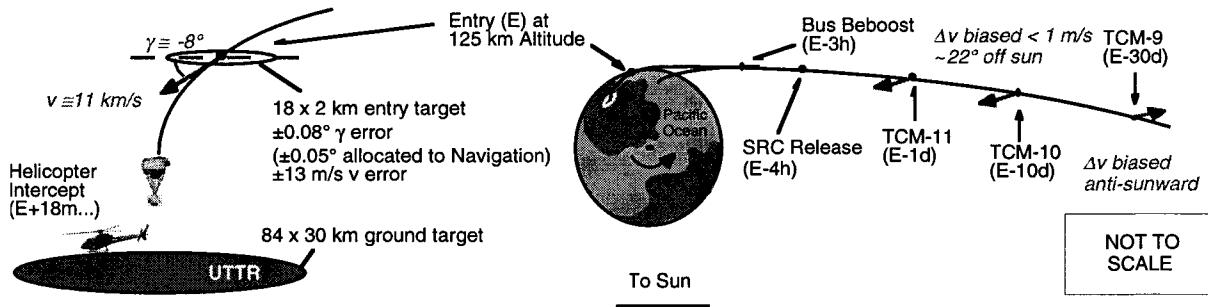 γ ≅ -8°
v ≅11 km/s
Entry (E) at
125 km Altitude
18 x 2 km entry target
±0.08° γ error
(±0.05° allocated to Navigation)
±13 m/s v error
Helicopter
Intercept
(E+18m...)
84 x 30 km ground target
UTTR
Pacific
Ocean
Bus Beboost
(E-3h)
SRC Release
(E-4h)
Δv biased < 1 m/s
~22° off sun
TCM-9
(E-30d)
TCM-11
(E-1d)
TCM-10
(E-10d)
Δv biased
anti-sunward
To Sun
NOT TO
SCALE